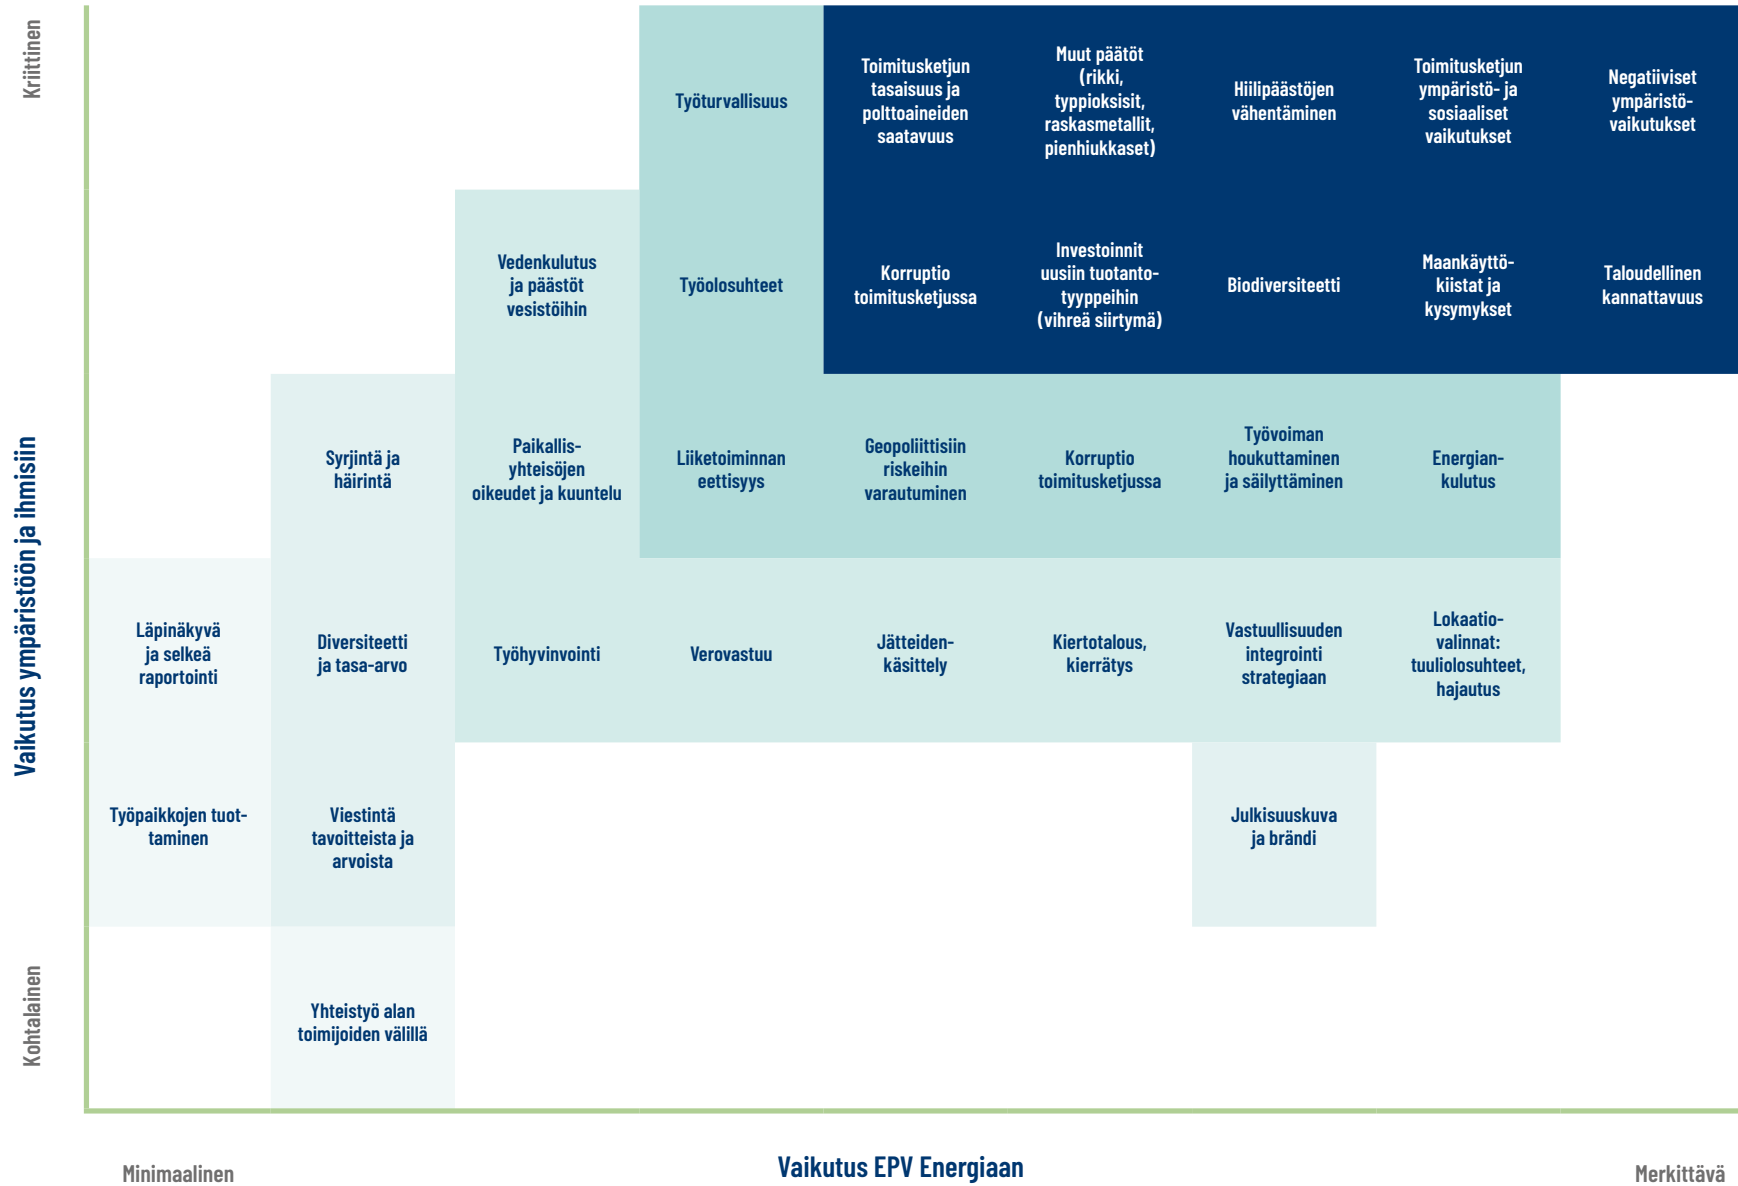 Kriittinen
Työturvallisuus
Toimitusketjun
tasaisuus ja
polttoaineiden
saatavuus
Muut päätöt
(rikki,
typpioksisit,
raskasmetallit,
pienhiukkaset)
Hiilipäästöjen
vähentäminen
Toimitusketjun
ympäristö- ja
sosiaaliset
vaikutukset
Negatiiviset
ympäristö-
vaikutukset
Vedenkulutus
ja päästöt
vesistöihin
Työolosuhteet
Korruptio
toimitusketjussa
Investoinnit
uusiin tuotanto-
tyyppeihin
(vihreä siirtymä)
Biodiversiteetti
Maankäyttö-
kiistat ja
kysymykset
Taloudellinen
kannattavuus
Vaikutus ympäristöön ja ihmisiin
Syrjintä ja
häirintä
Paikallis-
yhteisöjen
oikeudet ja kuuntelu
Liiketoiminnan
eettisyys
Geopoliittisiin
riskeihin
varautuminen
Korruptio
toimitusketjussa
Työvoiman
houkuttaminen
ja säilyttäminen
Energian-
kulutus
Läpinäkyvä
ja selkeä
raportointi
Diversiteetti
ja tasa-arvo
Työhyvinvointi
Verovastuu
Jätteiden-
käsittely
Kiertotalous,
kierrätys
Vastuullisuuden
integrointi
strategiaan
Lokaatio-
valinnat:
tuuliolosuhteet,
hajautus
Työpaikkojen tuot-
taminen
Viestintä
tavoitteista ja
arvoista
Julkisuuskuva
ja brändi
Kohtalainen
Yhteistyö alan
toimijoiden välillä
Minimaalinen
Vaikutus EPV Energiaan
Merkittävä